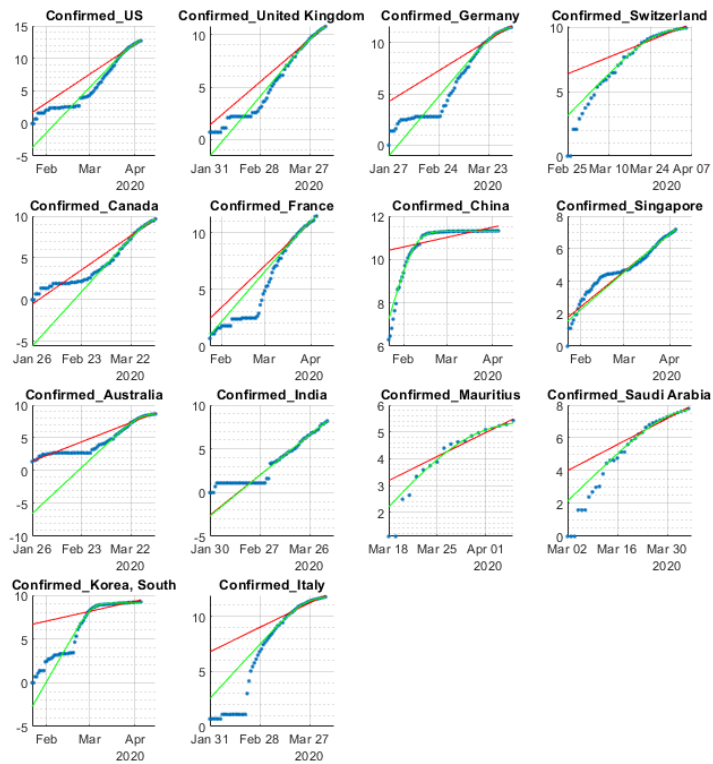 Confirmed_US
15
10
5
0
-5
Feb Mar Apr
2020
Confirmed_United Kingdom
10
5
0
Jan 31 Feb 28 Mar 27
2020
Confirmed_Germany
10
5
0
Jan 27 Feb 24 Mar 23
2020
Confirmed_Switzerland
10
5
0
Feb 25 Mar 10 Mar 24 Apr 07
2020
Confirmed_Canada
10
5
0
-5
Jan 26 Feb 23 Mar 22
2020
Confirmed_France
10
5
0
Feb Mar Apr
2020
Confirmed_China
12
10
8
6
Feb Mar Apr
2020
Confirmed_Singapore
8
6
4
2
0
Feb Mar Apr
2020
Confirmed_Australia
10
5
0
-5
-10
Jan 26 Feb 23 Mar 22
2020
Confirmed_India
10
5
0
-5
Jan 30 Feb 27 Mar 26
2020
Confirmed_Mauritius
6
5
4
3
2
Mar 18 Mar 25 Apr 01
2020
Confirmed_Saudi Arabia
8
6
4
2
0
Mar 02 Mar 16 Mar 30
2020
Confirmed_Korea, South
10
5
0
-5
Feb Mar Apr
2020
Confirmed_Italy
10
5
0
Jan 31 Feb 28 Mar 27
2020